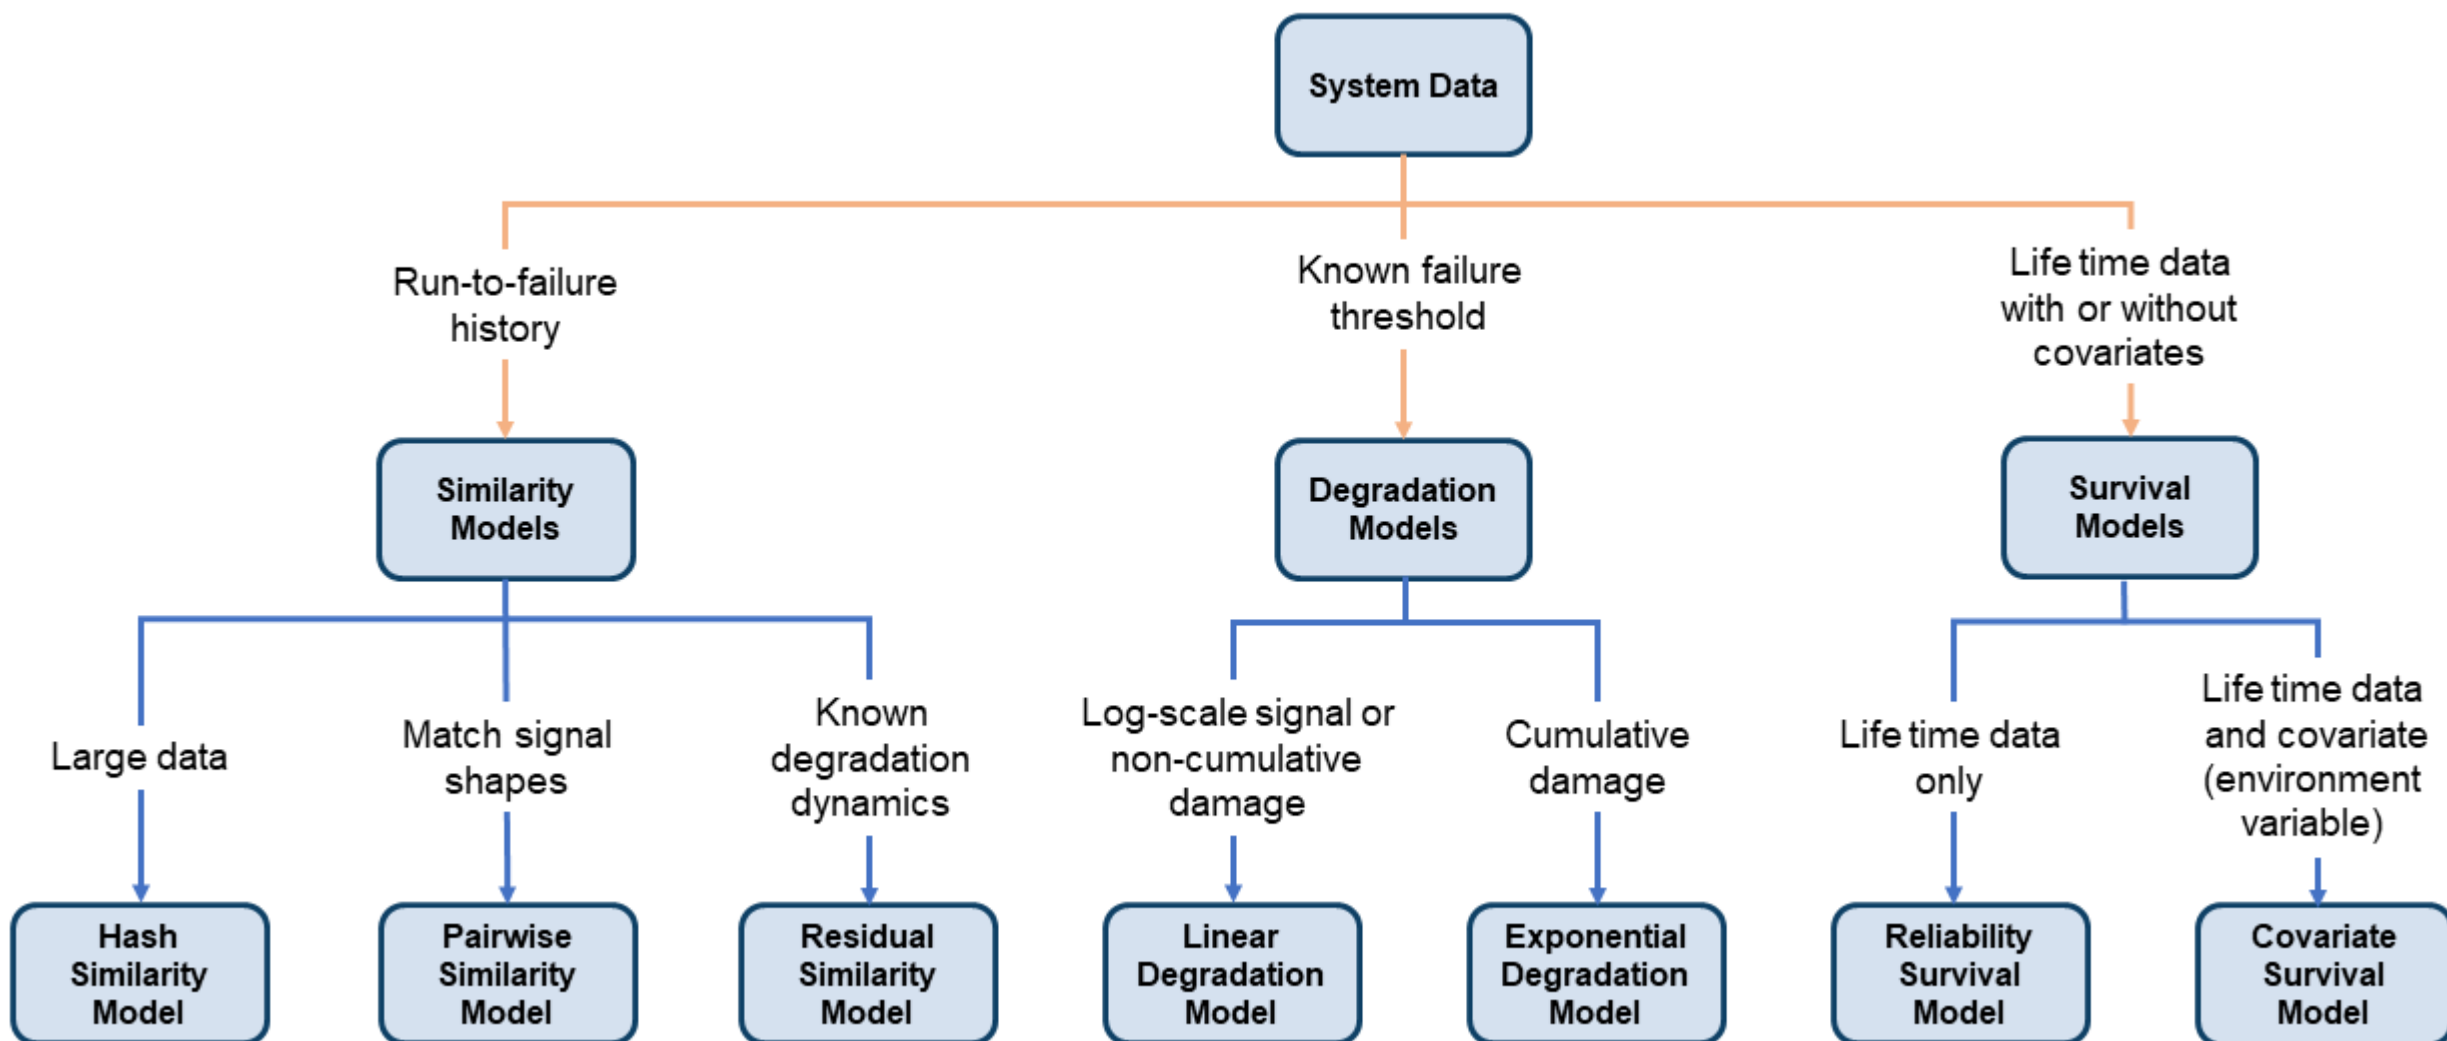 System Data
Run-to-failure
history
Known failure
threshold
Life time data
with or without
covariates
Similarity
Models
Degradation
Models
Survival
Models
Large data
Match signal
shapes
Known
degradation
dynamics
Log-scale signal or
non-cumulative
damage
Cumulative
damage
Life time data
only
Life time data
and covariate
(environment
variable)
Hash
Similarity
Model
Pairwise
Similarity
Model
Residual
Similarity
Model
Linear
Degradation
Model
Exponential
Degradation
Model
Reliability
Survival
Model
Covariate
Survival
Model